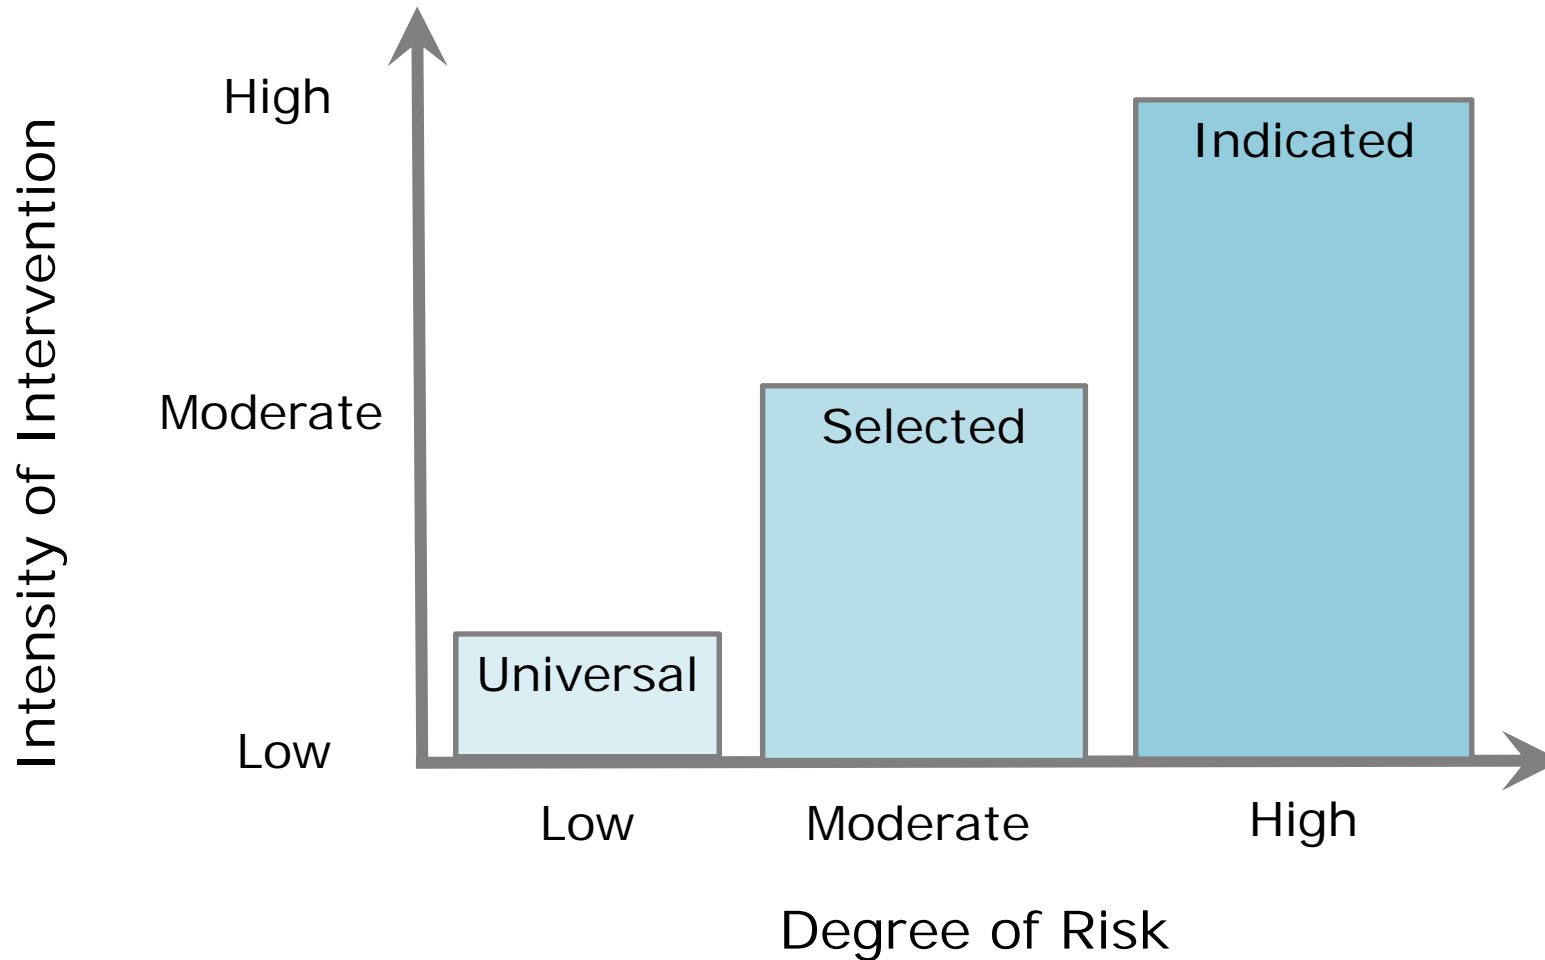 Intensity of Intervention
High
Moderate
Low
Universal
Selected
Indicated
Low
Moderate
High
Degree of Risk